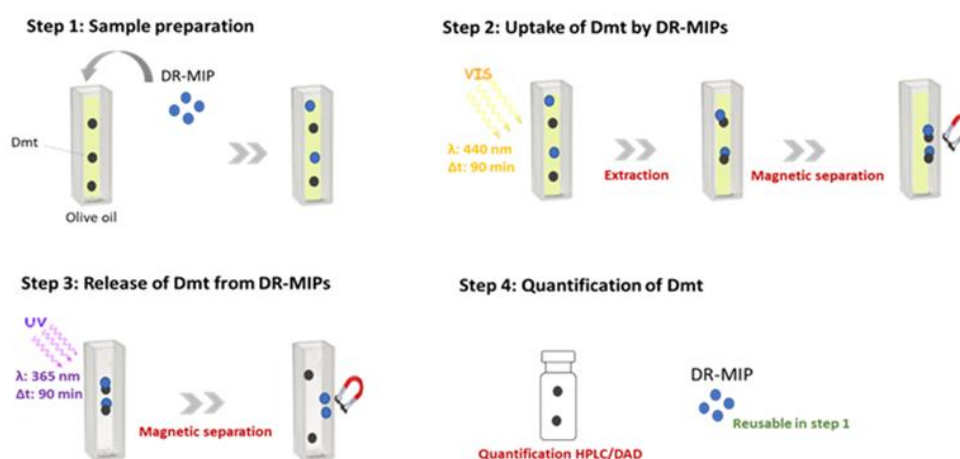 Step 1: Sample preparation
DR-MIP
Dmt
Olive oil
Step 2: Uptake of Dmt by DR-MIPs
VIS
λ: 440 nm
Δt: 90 min
Extraction
Magnetic separation
Step 3: Release of Dmt from DR-MIPs
UV
λ: 365 nm
Δt: 90 min
Magnetic separation
Step 4: Quantification of Dmt
Quantification HPLC/DAD
DR-MIP
Reusable in step 1